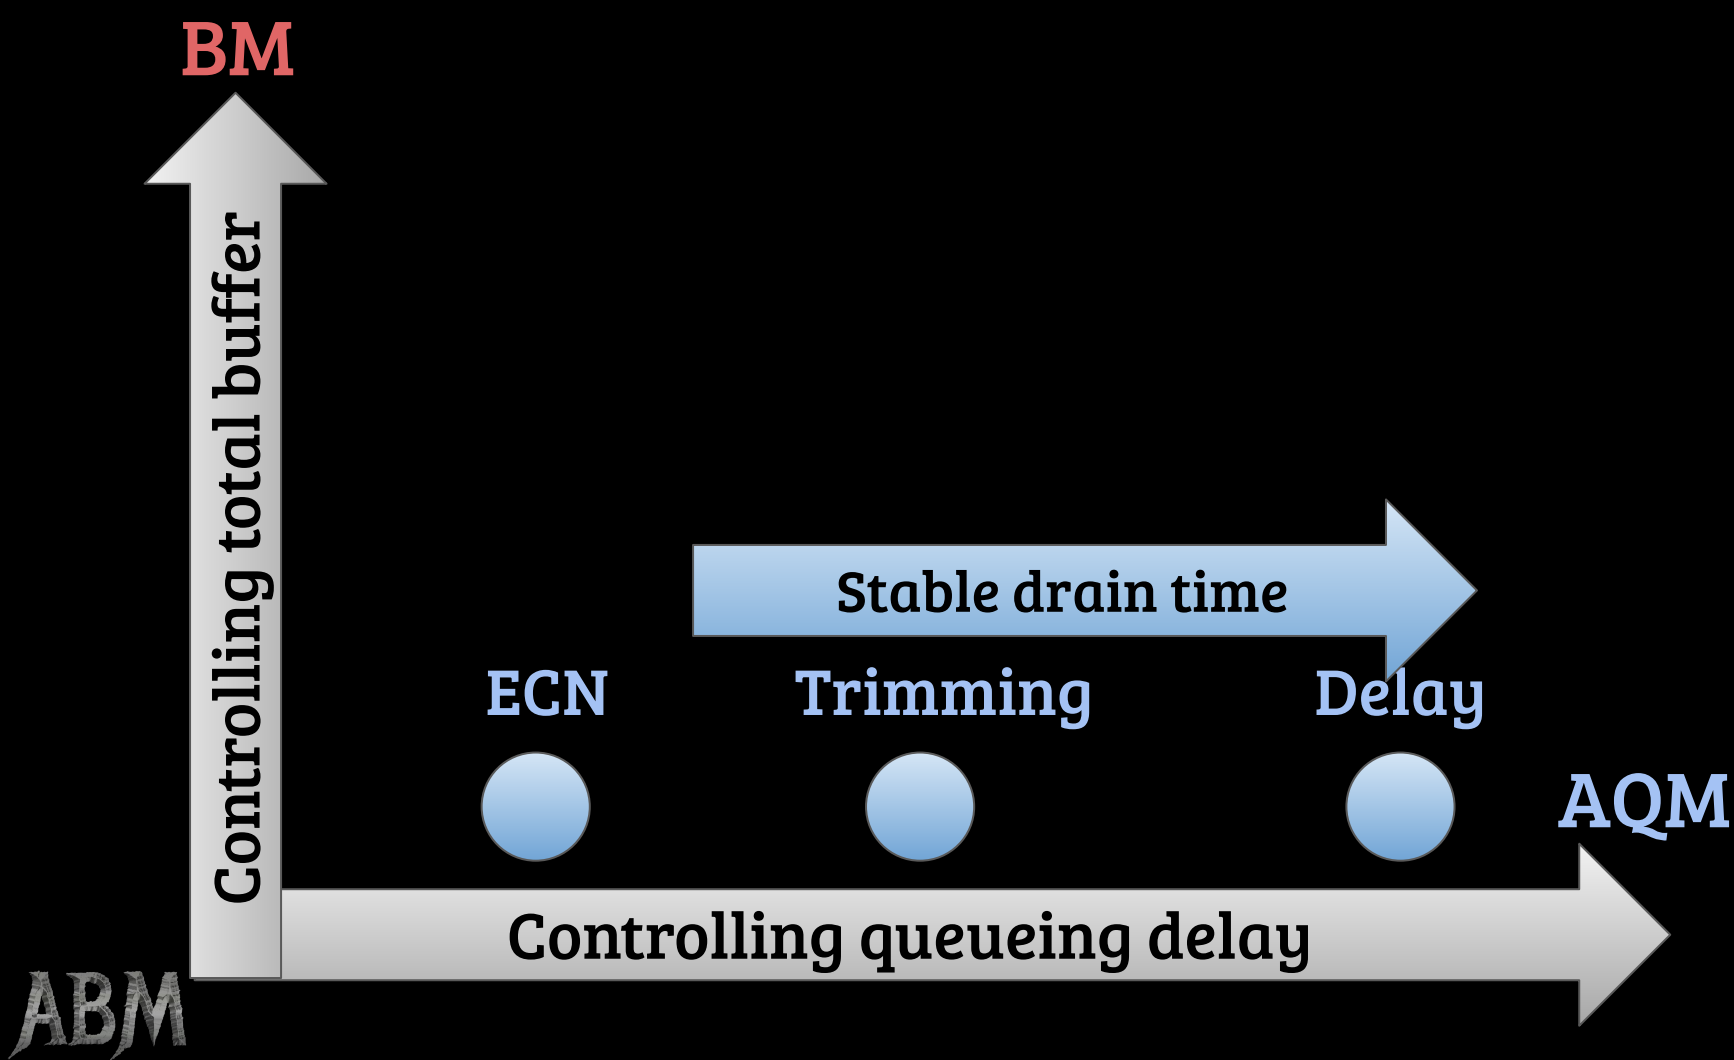 BM
Controlling total buffer
Stable drain time
ECN
Trimming
Delay
AQM
Controlling queueing delay
ABM